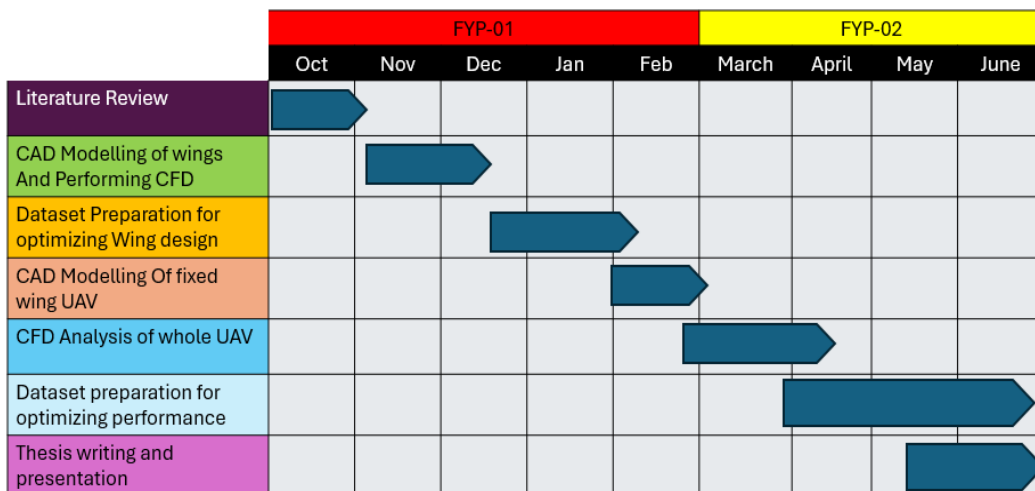 FYP-01 FYP-02
Oct Nov Dec Jan Feb March April May June
Literature Review
CAD Modelling of wings
And Performing CFD
Dataset Preparation for
optimizing Wing design
CAD Modelling Of fixed
wing UAV
CFD Analysis of whole UAV
Dataset preparation for
optimizing performance
Thesis writing and
presentation